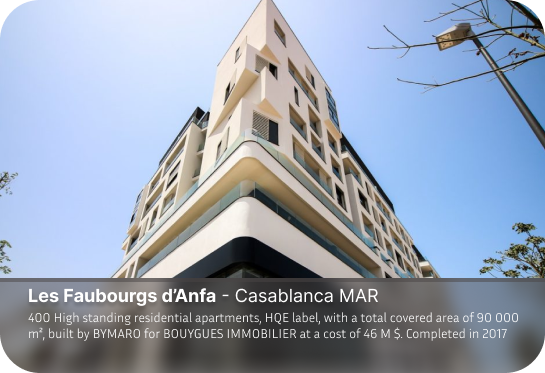 Les Faubourgs d’Anfa - Casablanca MAR
400 High standing residential apartments, HQE label, with a total covered area of 90 000
m², built by BYMARO for BOUYGUES IMMOBILIER at a cost of 46 M $. Completed in 2017